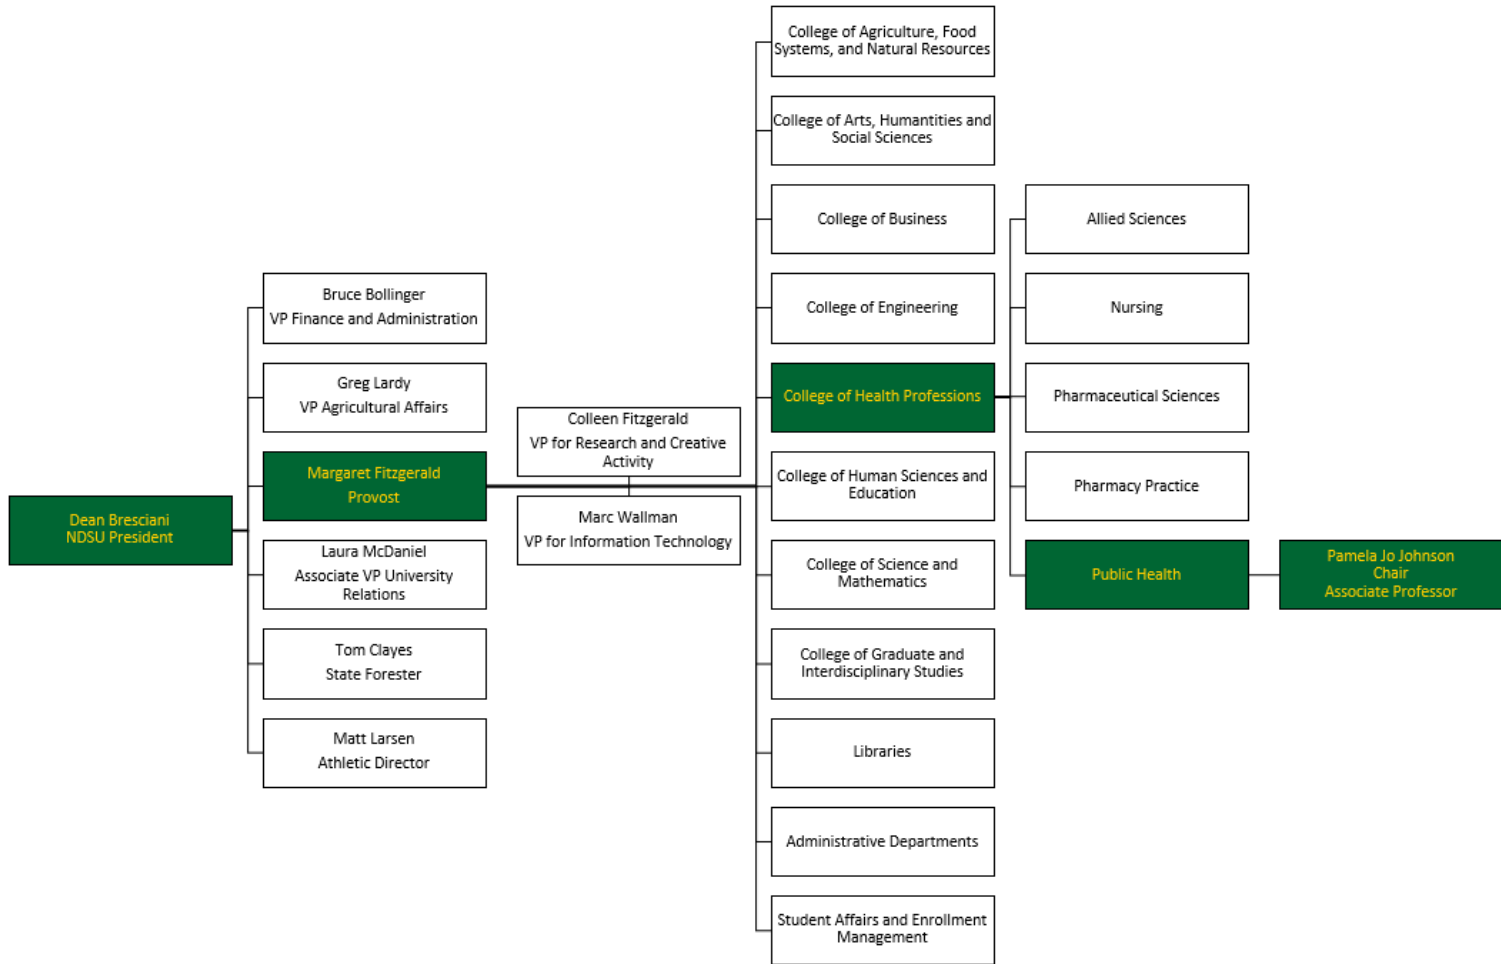 Dean Bresciani
NDSU President
Bruce Bollinger
VP Finance and Administration
Greg Lardy
VP Agricultural Affairs
Margaret Fitzgerald
Provost
Laura McDaniel
Associate VP University
Relations
Tom Clayes
State Forester
Matt Larsen
Athletic Director
Colleen Fitzgerald
VP for Research and Creative
Activity
Marc Wallman
VP for Information Technology
College of Agriculture, Food
Systems, and Natural Resources
College of Arts, Humantities and
Social Sciences
College of Business
College of Engineering
College of Health Professions
College of Human Sciences and
Education
College of Science and
Mathematics
College of Graduate and
Interdisciplinary Studies
Libraries
Administrative Departments
Student Affairs and Enrollment
Management
Allied Sciences
Nursing
Pharmaceutical Sciences
Pharmacy Practice
Public Health
Pamela Jo Johnson
Chair
Associate Professor